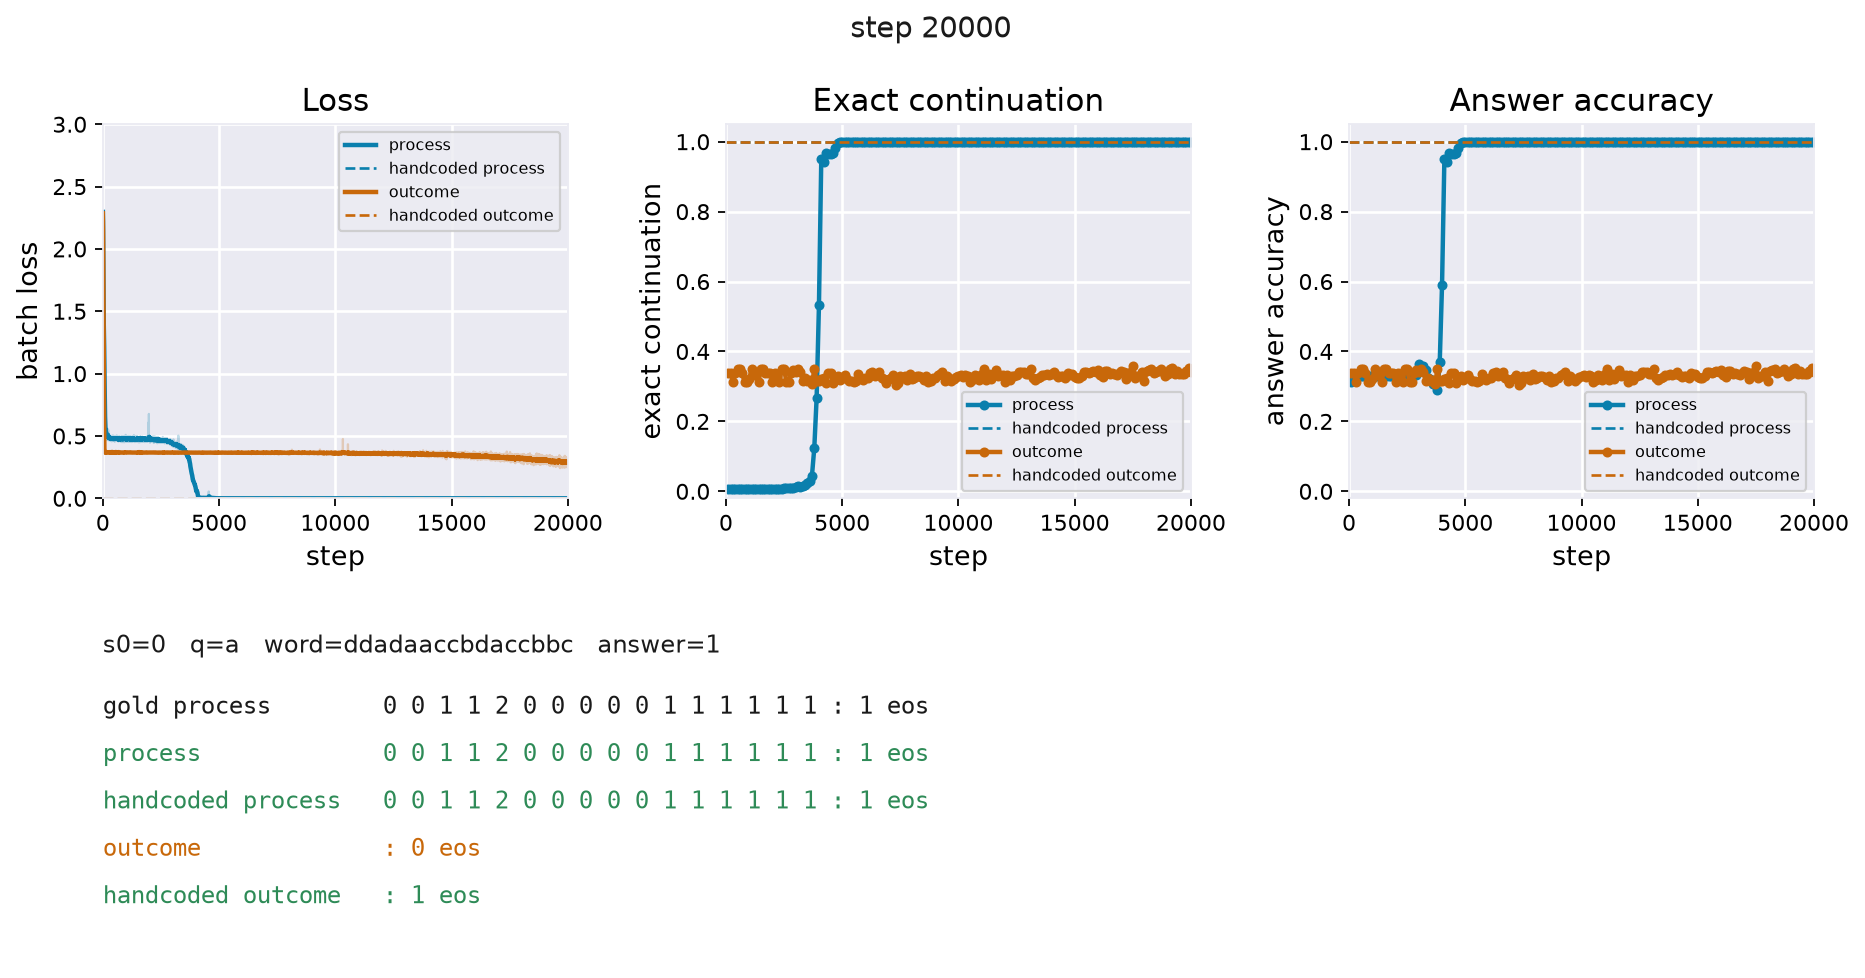 step 20000
Loss
3.0
2.5
2.0
1.5
1.0
0.5
0.0
batch loss
0 5000 10000 15000 20000
step
process
handcoded process
outcome
handcoded outcome
Exact continuation
1.0
0.8
0.6
0.4
0.2
0.0
exact continuation
0 5000 10000 15000 20000
step
process
handcoded process
outcome
handcoded outcome
Answer accuracy
1.0
0.8
0.6
0.4
0.2
0.0
answer accuracy
0 5000 10000 15000 20000
step
process
handcoded process
outcome
handcoded outcome
s0=0 q=a word=ddadaaccbdaccbbc answer=1
gold process 0 0 1 1 2 0 0 0 0 0 1 1 1 1 1 1 : 1 eos
process 0 0 1 1 2 0 0 0 0 0 1 1 1 1 1 1 : 1 eos
handcoded process 0 0 1 1 2 0 0 0 0 0 1 1 1 1 1 1 : 1 eos
outcome : 0 eos
handcoded outcome : 1 eos